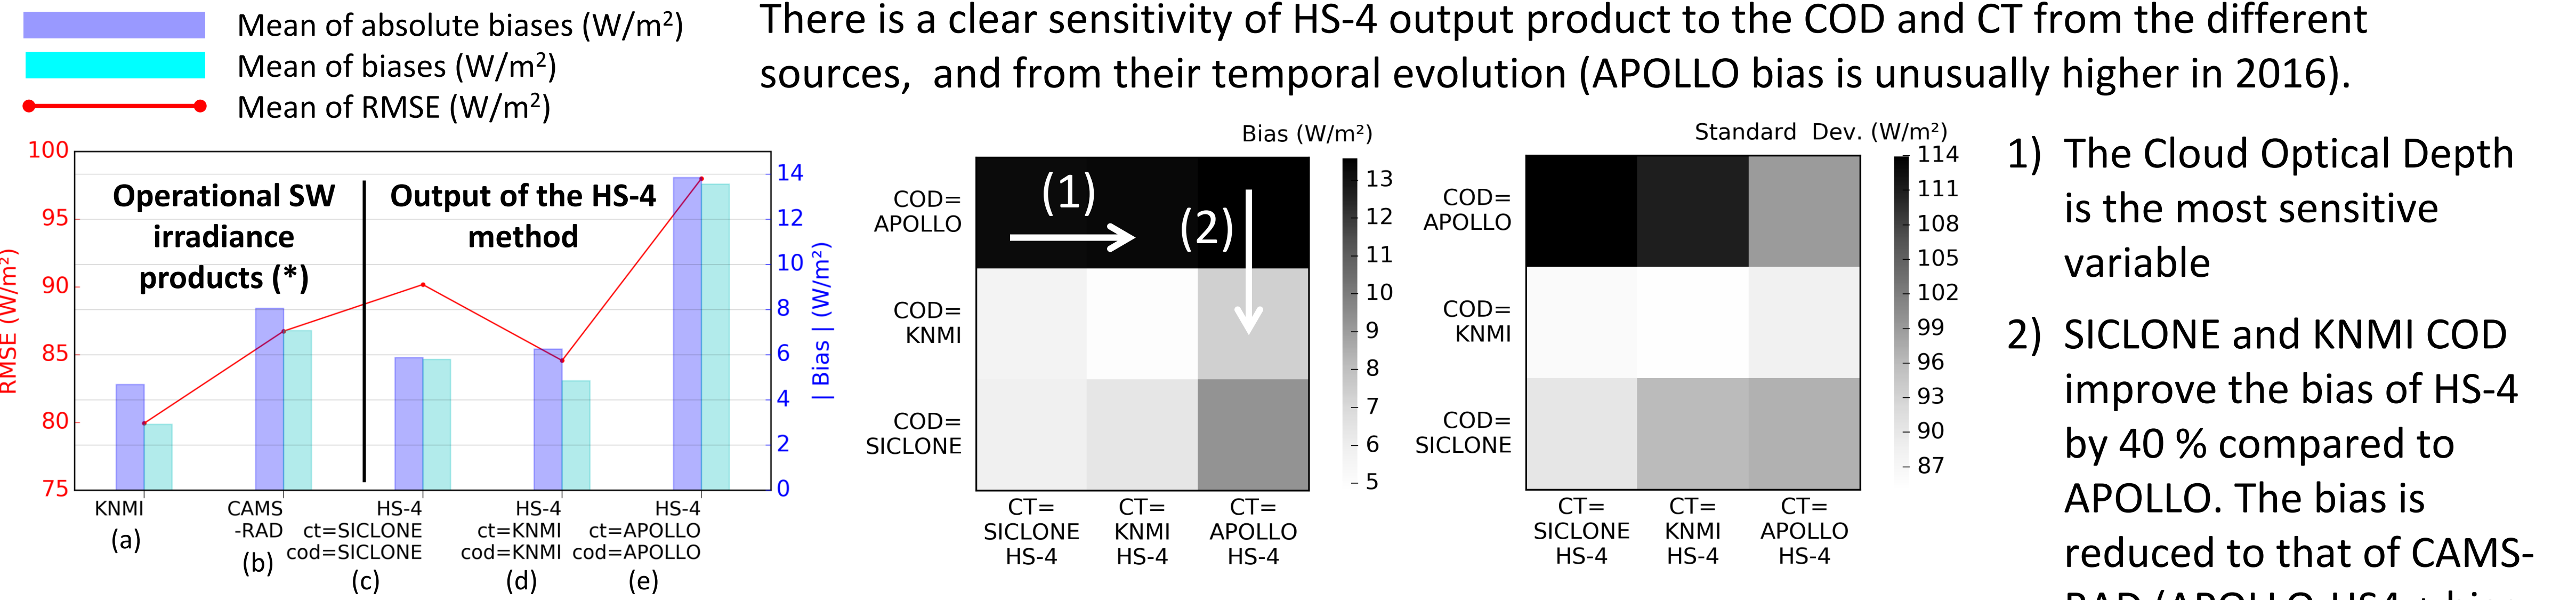 Mean of absolute biases (W/m²)
Mean of biases (W/m²)
Mean of RMSE (W/m²)
There is a clear sensitivity of HS-4 output product to the COD and CT from the different
sources, and from their temporal evolution (APOLLO bias is unusually higher in 2016).
RMSE (W/m²)
100
95
90
85
80
75
Operational SW
irradiance
products (*)
Output of the HS-4
method
14
12
10
8
6
4
2
0
| Bias | (W/m²)
KNMI
(a)
CAMS
-RAD
(b)
HS-4
ct=SICLONE
cod=SICLONE
(c)
HS-4
ct=KNMI
cod=KNMI
(d)
HS-4
ct=APOLLO
cod=APOLLO
(e)
Bias (W/m²)
COD=
APOLLO
COD=
KNMI
COD=
SICLONE
(1)
(2)
CT=
SICLONE
HS-4
CT=
KNMI
HS-4
CT=
APOLLO
HS-4
13
12
11
10
9
8
7
6
5
Standard Dev. (W/m²)
COD=
APOLLO
COD=
KNMI
COD=
SICLONE
CT=
SICLONE
HS-4
CT=
KNMI
HS-4
CT=
APOLLO
HS-4
114
111
108
105
102
99
96
93
90
87
1) The Cloud Optical Depth
is the most sensitive
variable
2) SICLONE and KNMI COD
improve the bias of HS-4
by 40 % compared to
APOLLO. The bias is
reduced to that of CAMS-